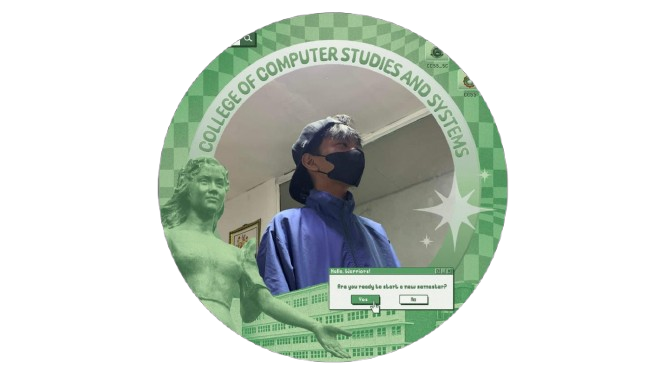 COLLEGE OF COMPUTER STUDIES AND SYSTEMS
Hello, Warriors!
Are you ready to start a new semester?
Yes
No